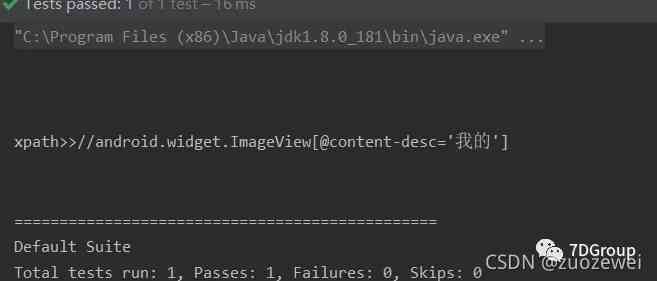 Tests passed: 1 of 1 test – 16 ms
"C:\Program Files (x86)\Java\jdk1.8.0_181\bin\java.exe" ...
xpath>>//android.widget.ImageView[@content-desc='我的']
===============================================
Default Suite
7DGroup
Total tests run: 1, Passes: 1, Failures: 0, Skips: 0
CSDN @zuozewei